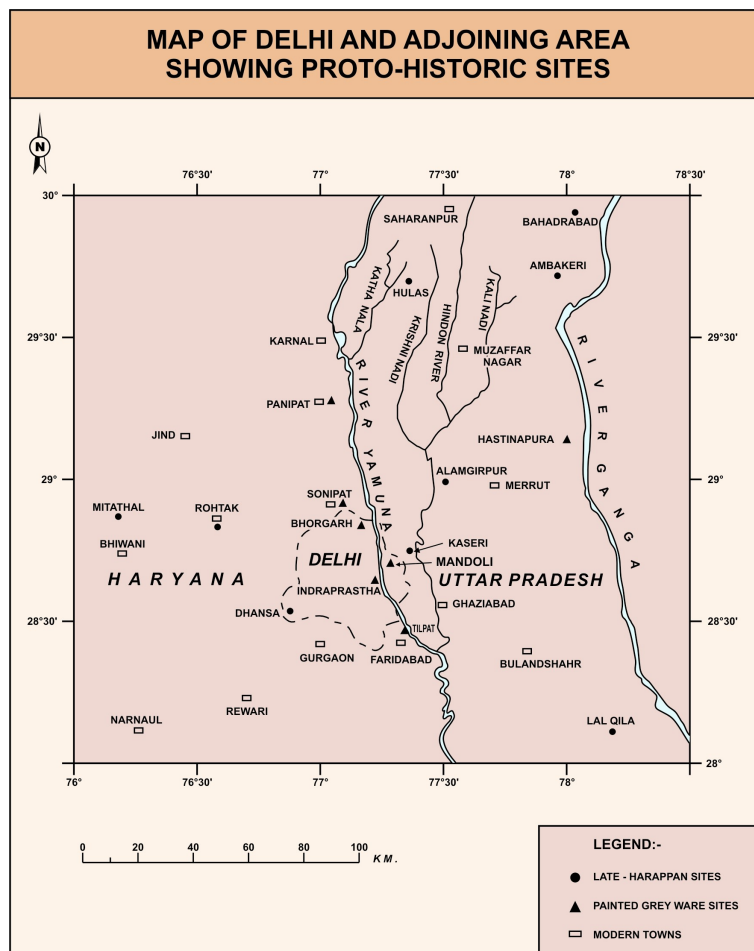 MAP OF DELHI AND ADJOINING AREA
SHOWING PROTO-HISTORIC SITES
N
76°30'
77°
77°30'
78°
78°30'
30°
SAHARANPUR
BAHADRABAD
AMBAKERI
HULAS
KATHA NALA
KRISHNI NADI
HINDON RIVER
KALI NADI
29°30'
29°30'
KARNAL
MUZAFFAR
NAGAR
RIVER YAMUNA
RIVER GANGA
PANIPAT
JIND
HASTINAPURA
29°
29°
ALAMGIRPUR
MERRUT
SONIPAT
MITATHAL
ROHTAK
BHORGARH
BHIWANI
KASERI
DELHI
MANDOLI
HARYANA
UTTAR PRADESH
INDRAPRASTHA
GHAZIABAD
DHANSA
28°30'
28°30'
TILPAT
GURGAON
FARIDABAD
BULANDSHAHR
REWARI
NARNAUL
LAL QILA
28°
76°
76°30'
77°
77°30'
78°
0 20 40 60 80 100
KM.
LEGEND:-
LATE - HARAPPAN SITES
PAINTED GREY WARE SITES
MODERN TOWNS